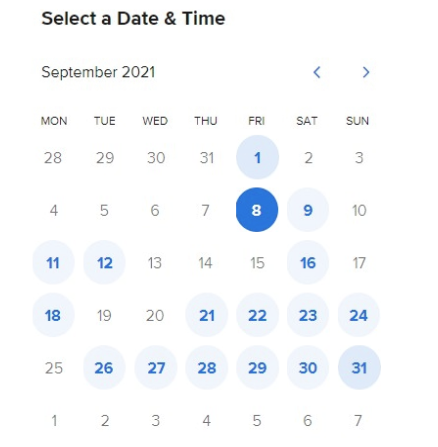 Select a Date & Time
September 2021
MON TUE WED THU FRI SAT SUN
28 29 30 31 1 2 3
4 5 6 7 8 9 10
11 12 13 14 15 16 17
18 19 20 21 22 23 24
25 26 27 28 29 30 31
1 2 3 4 5 6 7